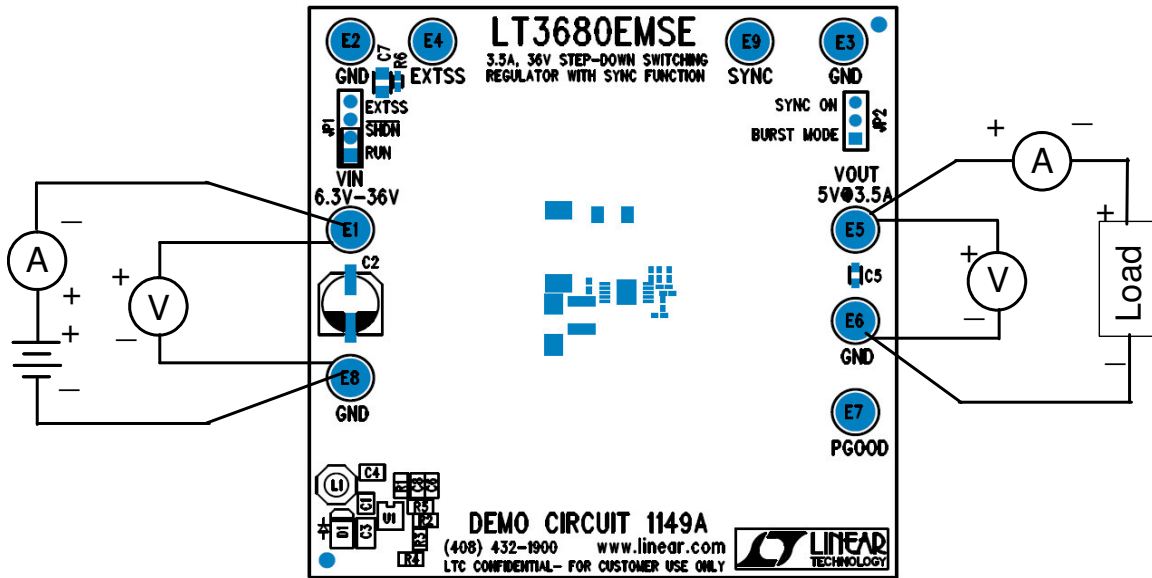 E2
E4
LT3680EMSE
E9
E3
GND
C7
R6
EXTSS
3.5A, 36V STEP-DOWN SWITCHING
REGULATOR WITH SYNC FUNCTION
SYNC
GND
JP1
EXTSS
SHDN
RUN
SYNC ON
BURST MODE
JP2
VIN
6.3V-36V
VOUT
5V@3.5A
+ A –
– A +
E1
E5
+ V –
C2
C5
+ V –
+ Load –
+ –
E6
GND
E8
GND
E7
PGOOD
L1
C4
R1
C8
C6
C1
R5
U1
R2
D1
C3
R3
R4
DEMO CIRCUIT 1149A
(408) 432-1900 www.linear.com
LTC CONFIDENTIAL- FOR CUSTOMER USE ONLY
LINEAR
TECHNOLOGY